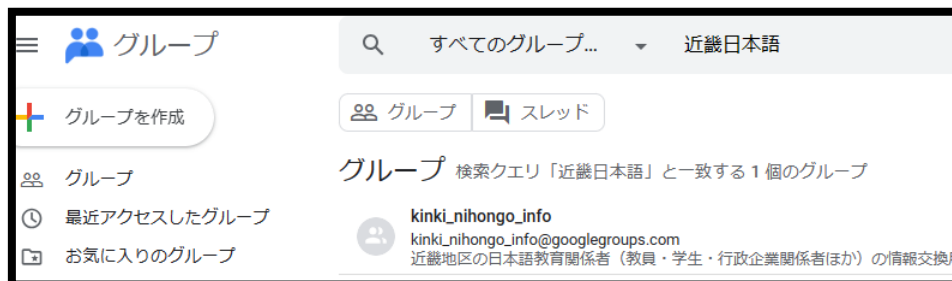 グループ
すべてのグループ...
近畿日本語
グループを作成
グループ
スレッド
グループ 検索クエリ「近畿日本語」と一致する 1 個のグループ
グループ
最近アクセスしたグループ
お気に入りのグループ
kinki_nihongo_info
kinki_nihongo_info@googlegroups.com
近畿地区の日本語教育関係者（教員・学生・行政企業関係者ほか）の情報交換